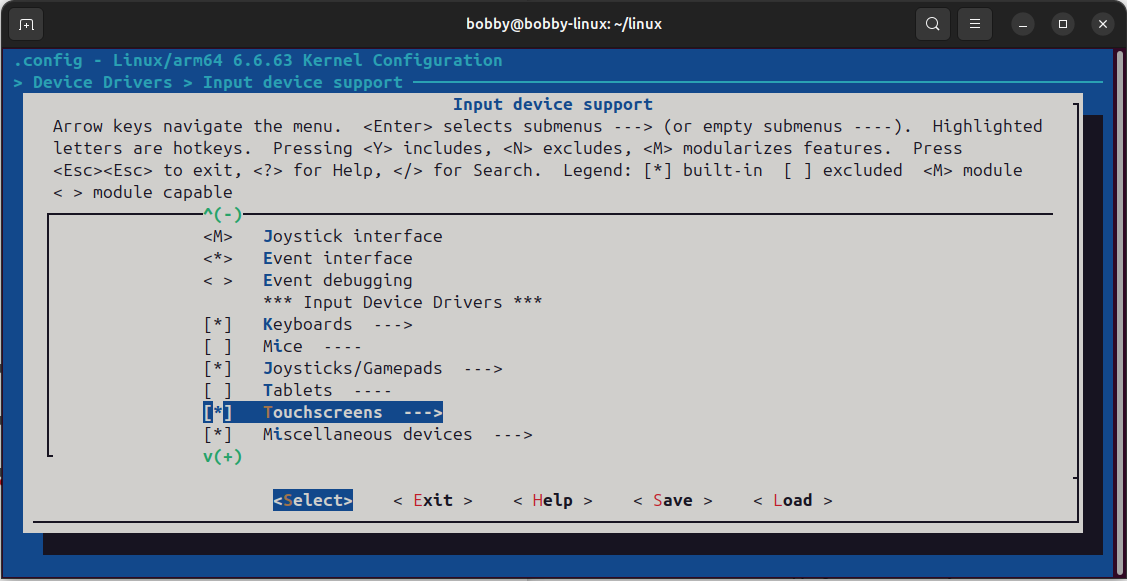 bobby@bobby-linux: ~/linux
.config - Linux/arm64 6.6.63 Kernel Configuration
> Device Drivers > Input device support
Input device support
Arrow keys navigate the menu.  <Enter> selects submenus ---> (or empty submenus ----).  Highlighted
letters are hotkeys.  Pressing <Y> includes, <N> excludes, <M> modularizes features.  Press
<Esc><Esc> to exit, <?> for Help, </> for Search.  Legend: [*] built-in  [ ] excluded  <M> module
< > module capable
^(-)
<M>   Joystick interface
<*>   Event interface
< >   Event debugging
*** Input Device Drivers ***
[*]   Keyboards  --->
[ ]   Mice  ----
[*]   Joysticks/Gamepads  --->
[ ]   Tablets  ----
[*]   Touchscreens  --->
[*]   Miscellaneous devices  --->
v(+)
<Select>    < Exit >    < Help >    < Save >    < Load >